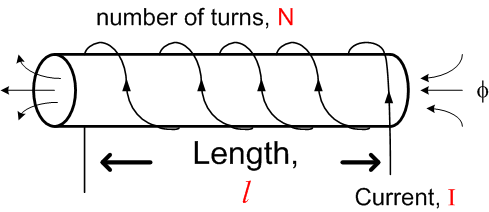 number of turns, N
ϕ
Length,
l
Current, I